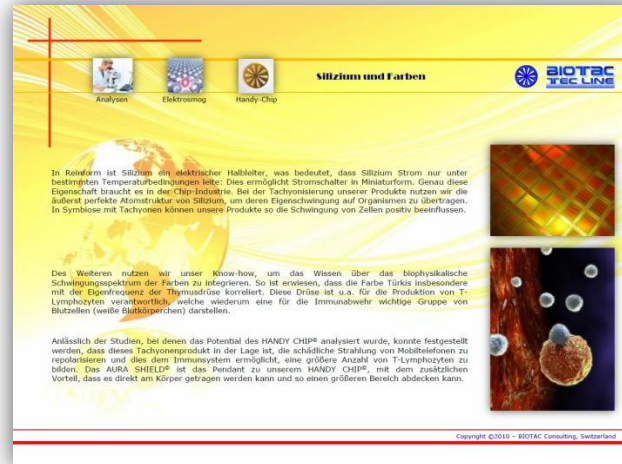 Silizium und Farben
BIOTAC
TEC LINE
Analysen
Elektrosmog
Handy-Chip
In Reinform ist Silizium ein elektrischer Halbleiter, was bedeutet, dass Silizium Strom nur unter
bestimmten Temperaturbedingungen leite: Dies ermöglicht Stromschalter in Miniaturform. Genau diese
Eigenschaft braucht es in der Chip-Industrie. Bei der Tachyonisierung unserer Produkte nutzen wir die
äußerst perfekte Atomstruktur von Silizium, um deren Eigenschwingung auf Organismen zu übertragen.
In Symbiose mit Tachyonen können unsere Produkte so die Schwingung von Zellen positiv beeinflussen.
Des Weiteren nutzen wir unser Know-how, um das Wissen über das biophysikalische
Schwingungsspektrum der Färben zu integrieren. So ist erwiesen, dass die Farbe Türkis insbesondere
mit der Eigenfrequenz der Thymusdrüse korreliert. Diese Drüse ist u.a. für die Produktion von T-
Lymphozyten verantwortlich, welche wiederum eine für die Immunabwehr wichtige Gruppe von
Blutzellen (weiße Blutkörperchen) darstellen.
Anlässlich der Studien, bei denen das Potential des HANDY CHIP® analysiert wurde, konnte festgestellt
werden, dass dieses Tachyonenprodukt in der Lage ist, die schädliche Strahlung von Mobiltelefonen zu
repolarisieren und dies dem Immunsystem ermöglicht, eine größere Anzahl von T-Lymphozyten zu
bilden. Das AURA SHIELD® ist das Pendant zu unserem HANDY CHIP®, mit dem zusätzlichen
Vorteil, dass es direkt am Körper getragen werden kann und so einen größeren Bereich abdecken kann.
Copyright ©2010 – BIOTAC Consulting, Switzerland